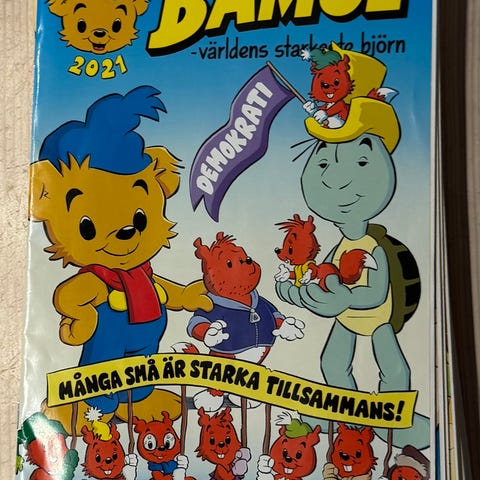 BAMSE
-världens starkaste björn
2021
DEMOKRATI
MÅNGA SMÅ ÄR STARKA TILLSAMMANS!